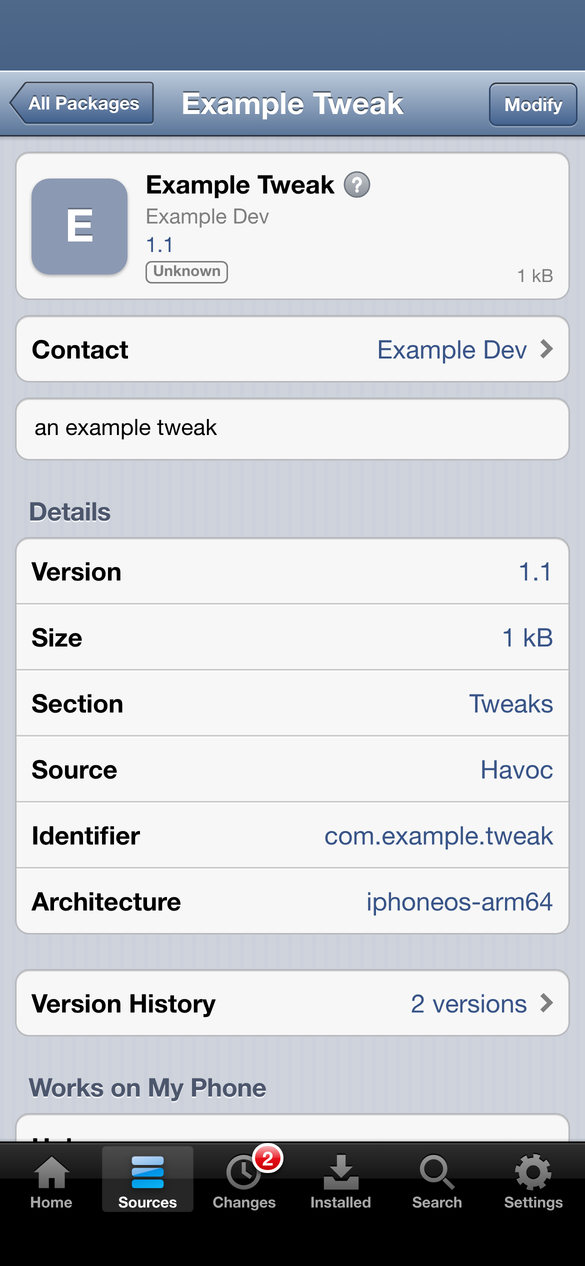 All Packages
Example Tweak
Modify
E
Example Tweak ?
Example Dev
1.1
Unknown
1 kB
Contact Example Dev
an example tweak
Details
Version 1.1
Size 1 kB
Section Tweaks
Source Havoc
Identifier com.example.tweak
Architecture iphoneos-arm64
Version History 2 versions
Works on My Phone
2
Home Sources Changes Installed Search Settings